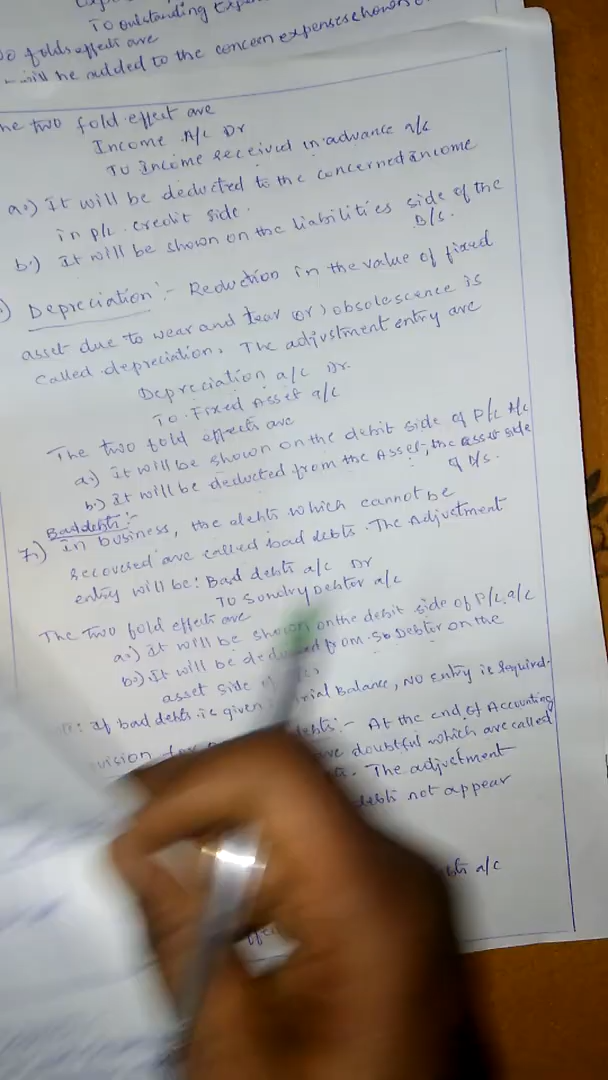 To outstanding
folds effects are
will be added to the concern expenses shown
The two fold effect are
Income A/c Dr
To Income received in advance a/c
a.) It will be deducted to the concerned income
in P/L credit side.
b.) It will be shown on the liabilities side of the
B/s.
Depreciation :- Reduction in the value of fixed
asset due to wear and tear (or) obsolescence is
called depreciation. The adjustment entry are
Depreciation a/c Dr.
To Fixed Asset a/c
The two fold effects are
a.) it will be shown on the debit side of P/L A/c
b.) It will be deducted from the Asset, the asset side
of B/s.
Bad debts :-
7.) In business, the debts which cannot be
recovered are called bad debts. The Adjustment
entry will be: Bad debts a/c Dr
To Sundry Debtor a/c
The Two fold effect are
a.) It will be shown on the debit side of P/L a/c
b.) It will be deducted from Debtor on the
asset side
if bad debts is given Trial Balance, NO entry is required.
debts :- At the end of Accounting
are doubtful which are called
The adjustment
debts not appear
a/c